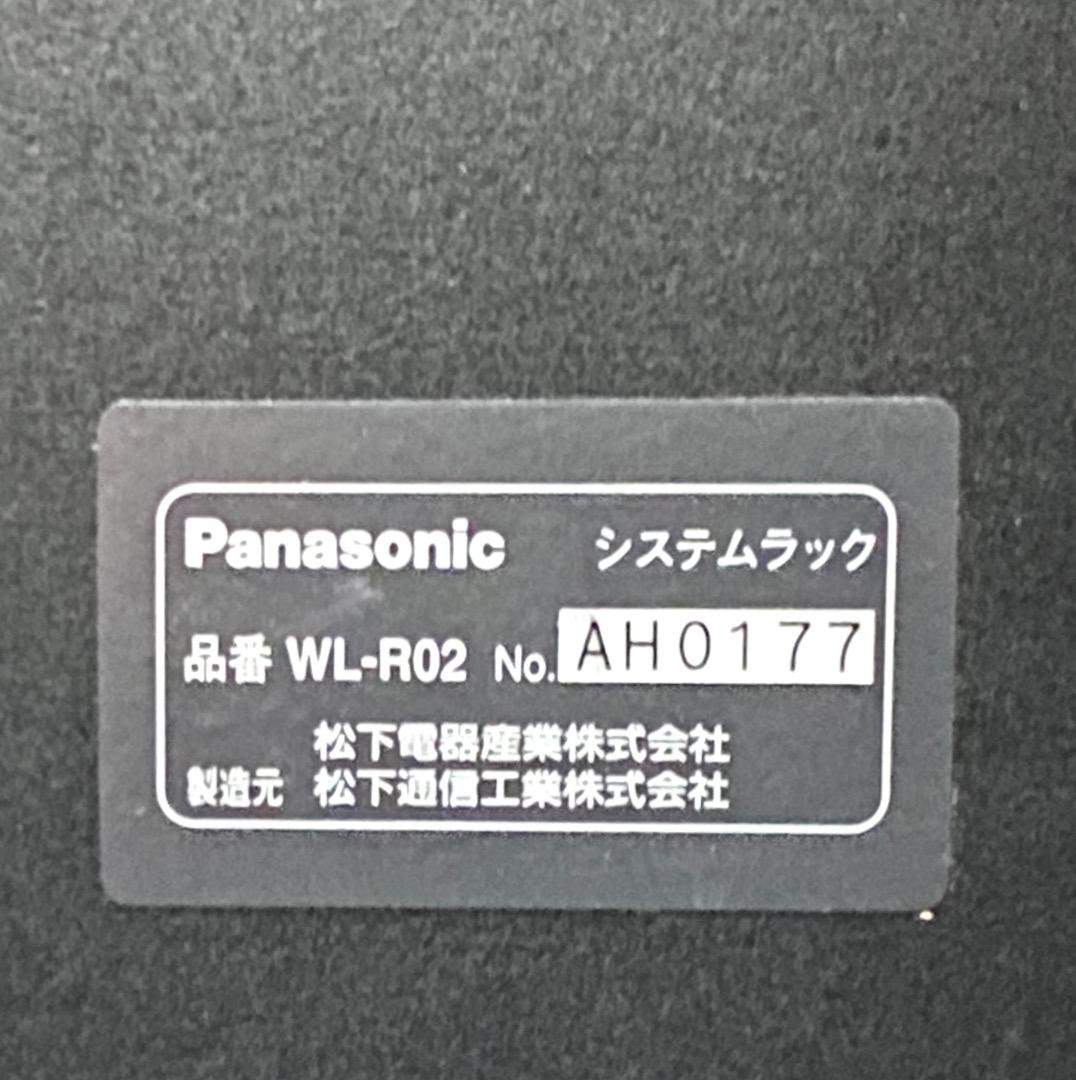 Panasonic システムラック
品番 WL-R02 No. AH0177
松下電器産業株式会社
製造元 松下通信工業株式会社